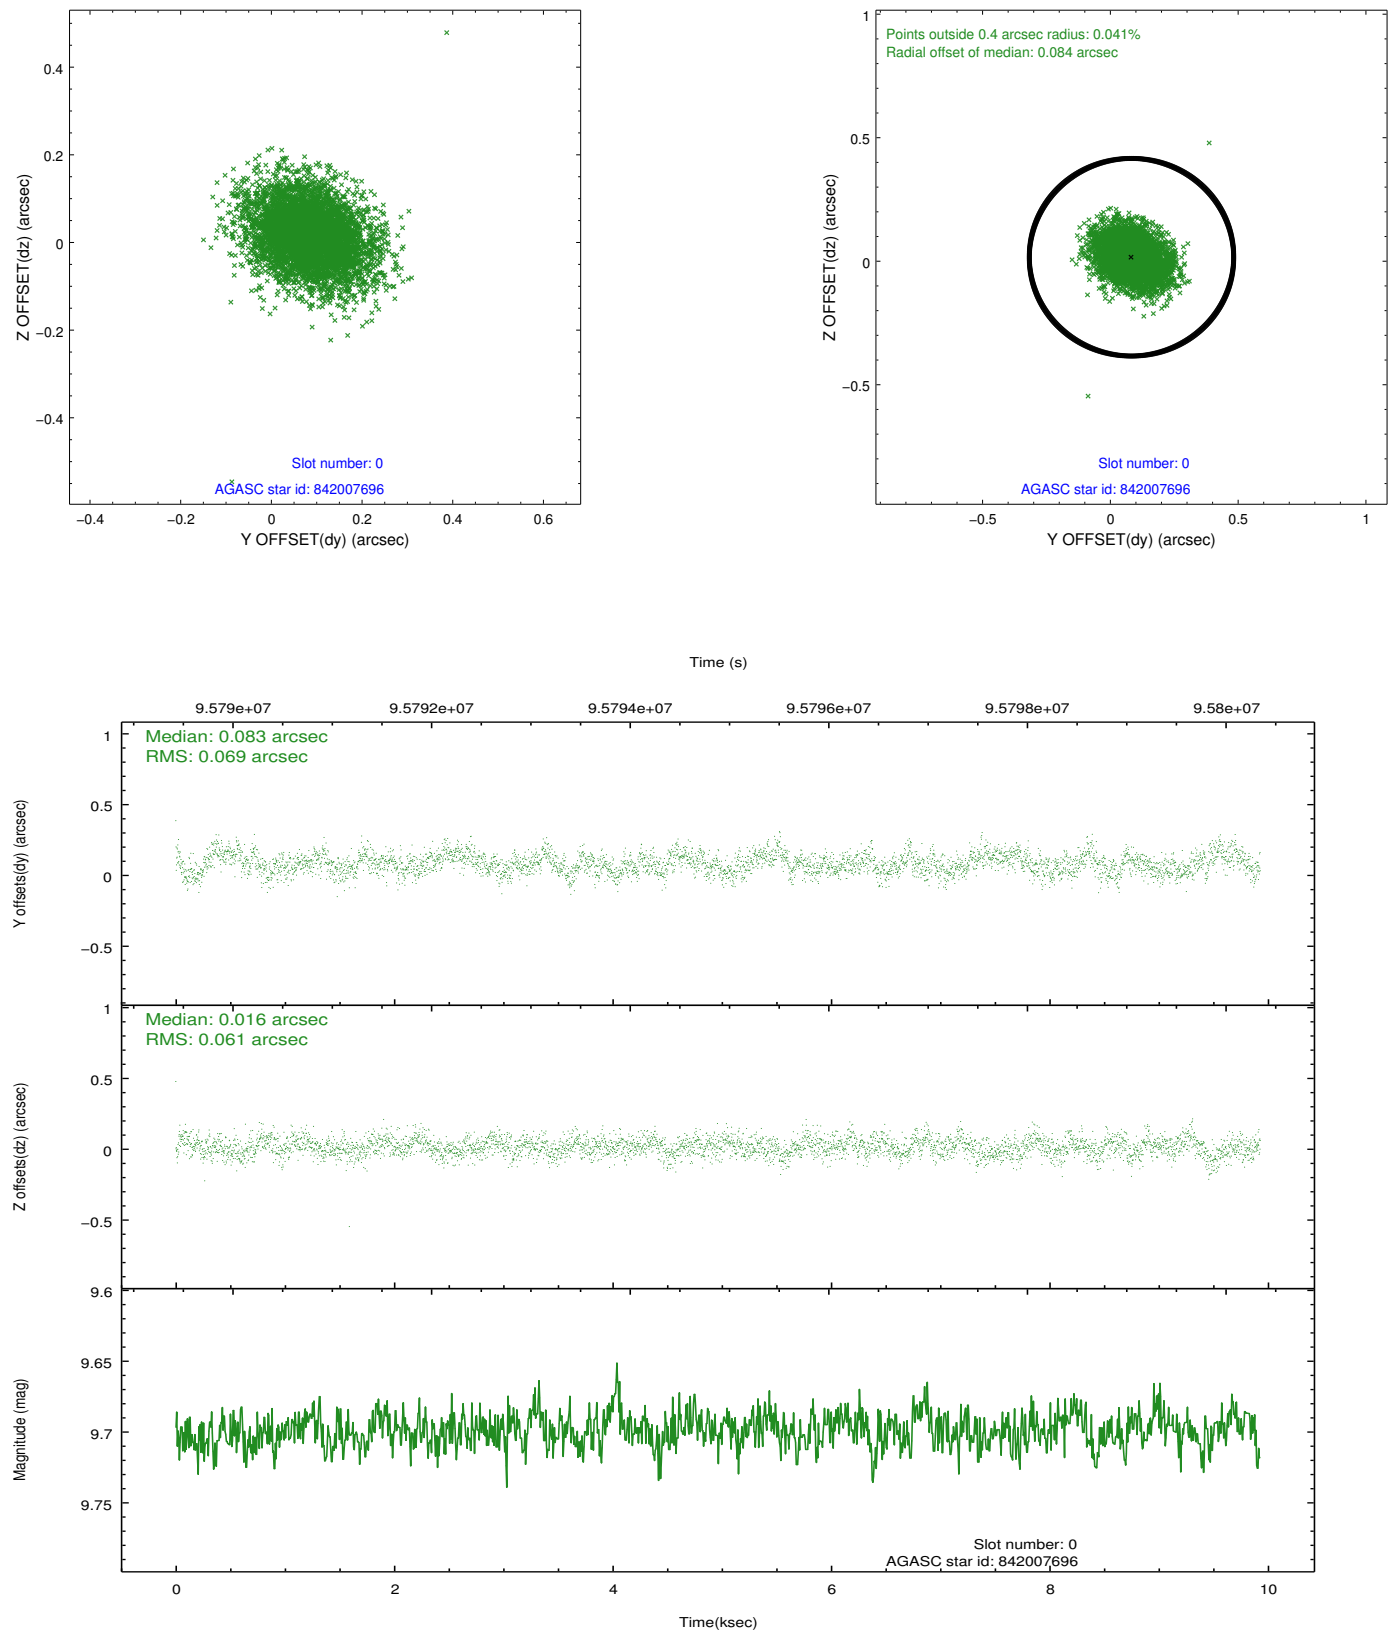 0.4
0.2
0
−0.2
−0.4
Z OFFSET(dz) (arcsec)
Slot number: 0
AGASC star id: 842007696
−0.4 −0.2 0 0.2 0.4 0.6
Y OFFSET(dy) (arcsec)
1
0.5
0
−0.5
Z OFFSET(dz) (arcsec)
Points outside 0.4 arcsec radius: 0.041%
Radial offset of median: 0.084 arcsec
Slot number: 0
AGASC star id: 842007696
−0.5 0 0.5 1
Y OFFSET(dy) (arcsec)
Time (s)
9.579e+07 9.5792e+07 9.5794e+07 9.5796e+07 9.5798e+07 9.58e+07
Median: 0.083 arcsec
RMS: 0.069 arcsec
1
0.5
0
−0.5
Y offsets(dy) (arcsec)
Median: 0.016 arcsec
RMS: 0.061 arcsec
1
0.5
0
−0.5
Z offsets(dz) (arcsec)
9.6
9.65
9.7
9.75
Magnitude (mag)
Slot number: 0
AGASC star id: 842007696
0 2 4 6 8 10
Time(ksec)